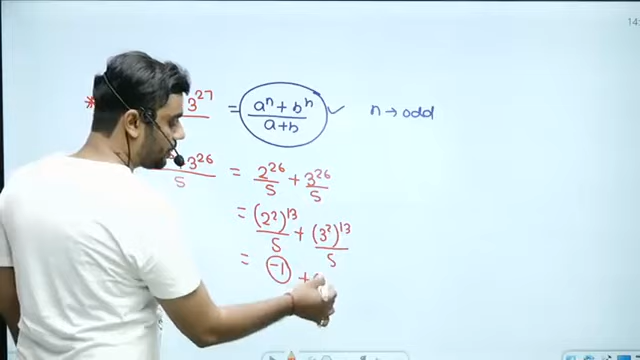 * 3²⁷ = aⁿ + bⁿ / a+b ✓ n → odd
3²⁶ / 5 = 2²⁶/5 + 3²⁶/5
= (2²)¹³/5 + (3²)¹³/5
= -1 +
14: